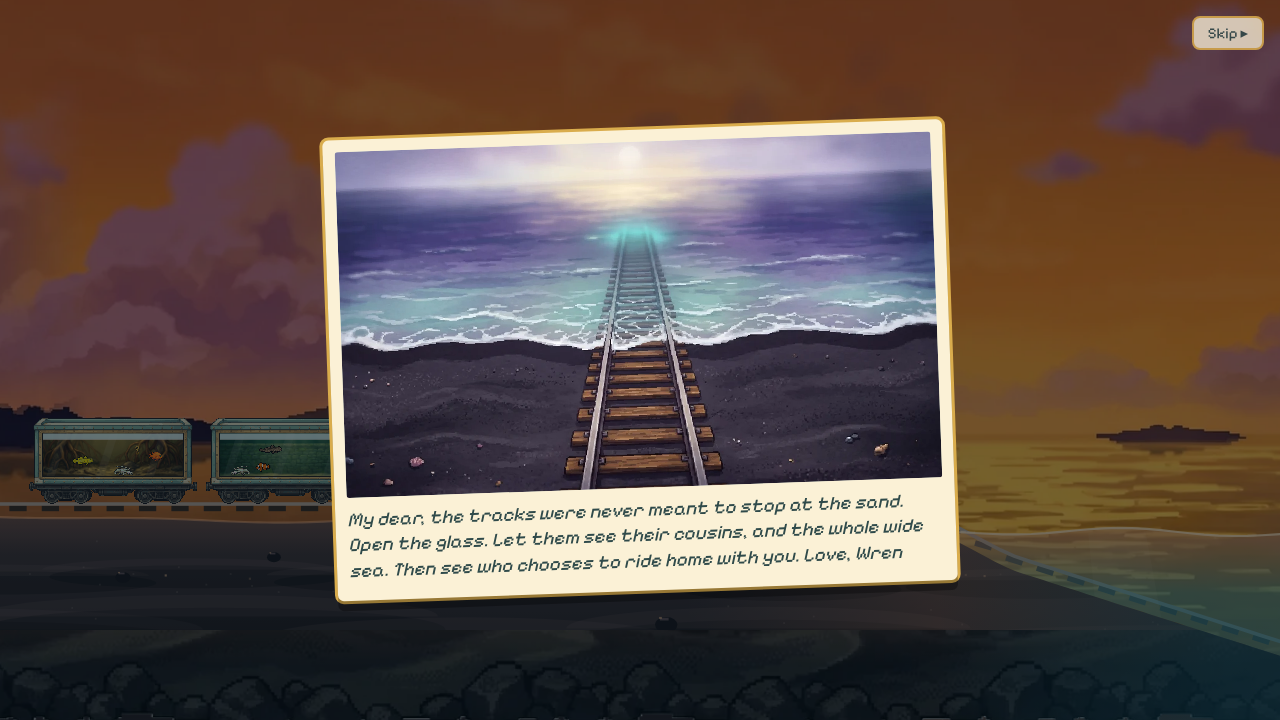 Skip ▸
My dear, the tracks were never meant to stop at the sand.
Open the glass. Let them see their cousins, and the whole wide
sea. Then see who chooses to ride home with you. Love, Wren